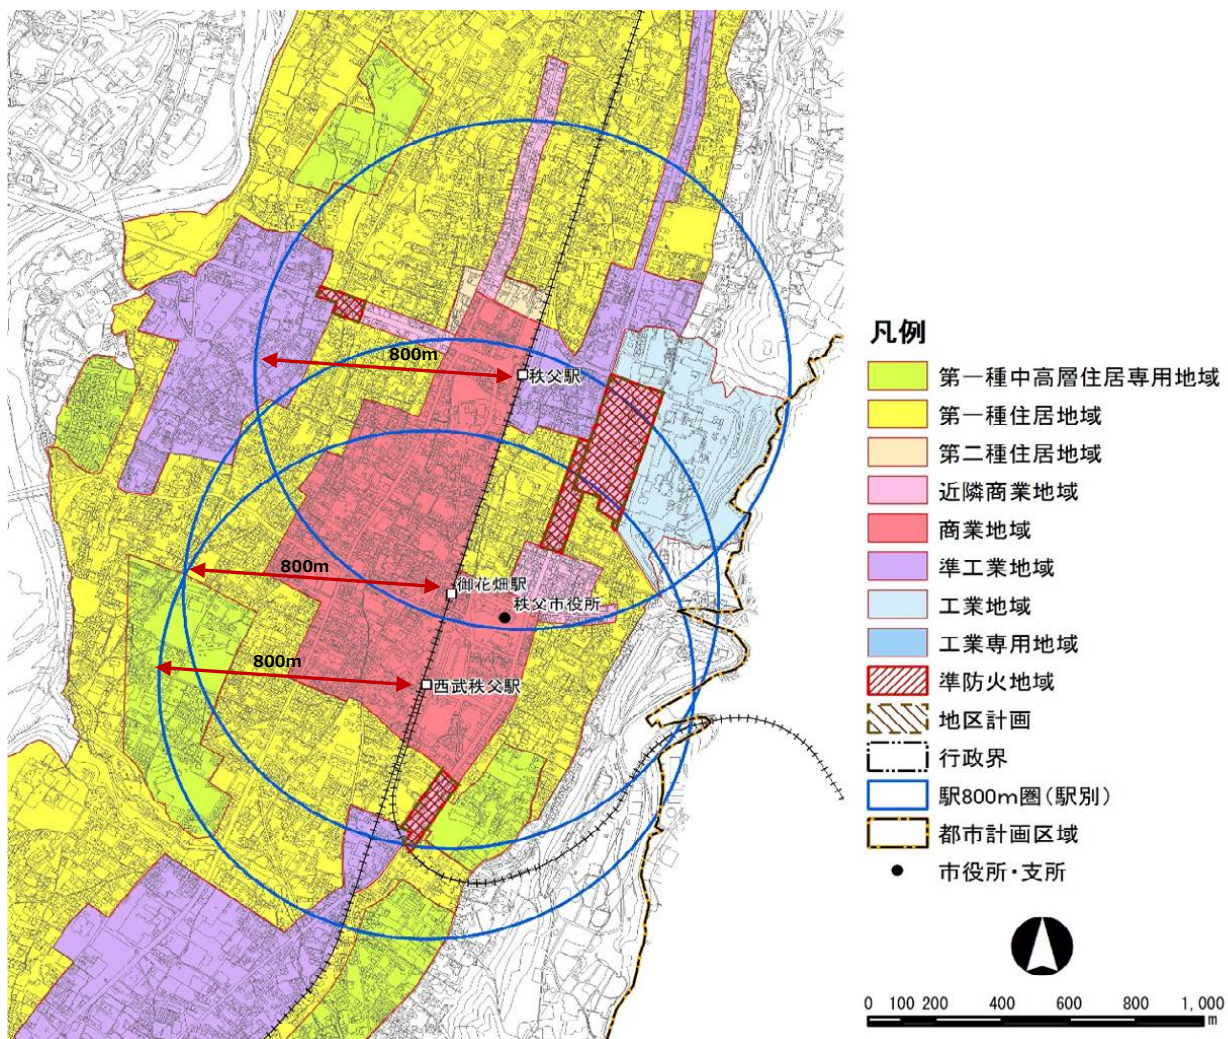 800m
秩父駅
800m
御花畑駅
秩父市役所
800m
西武秩父駅
凡例
第一種中高層住居専用地域
第一種住居地域
第二種住居地域
近隣商業地域
商業地域
準工業地域
工業地域
工業専用地域
準防火地域
地区計画
行政界
駅800m圏(駅別)
都市計画区域
市役所・支所
0 100 200 400 600 800 1,000
m